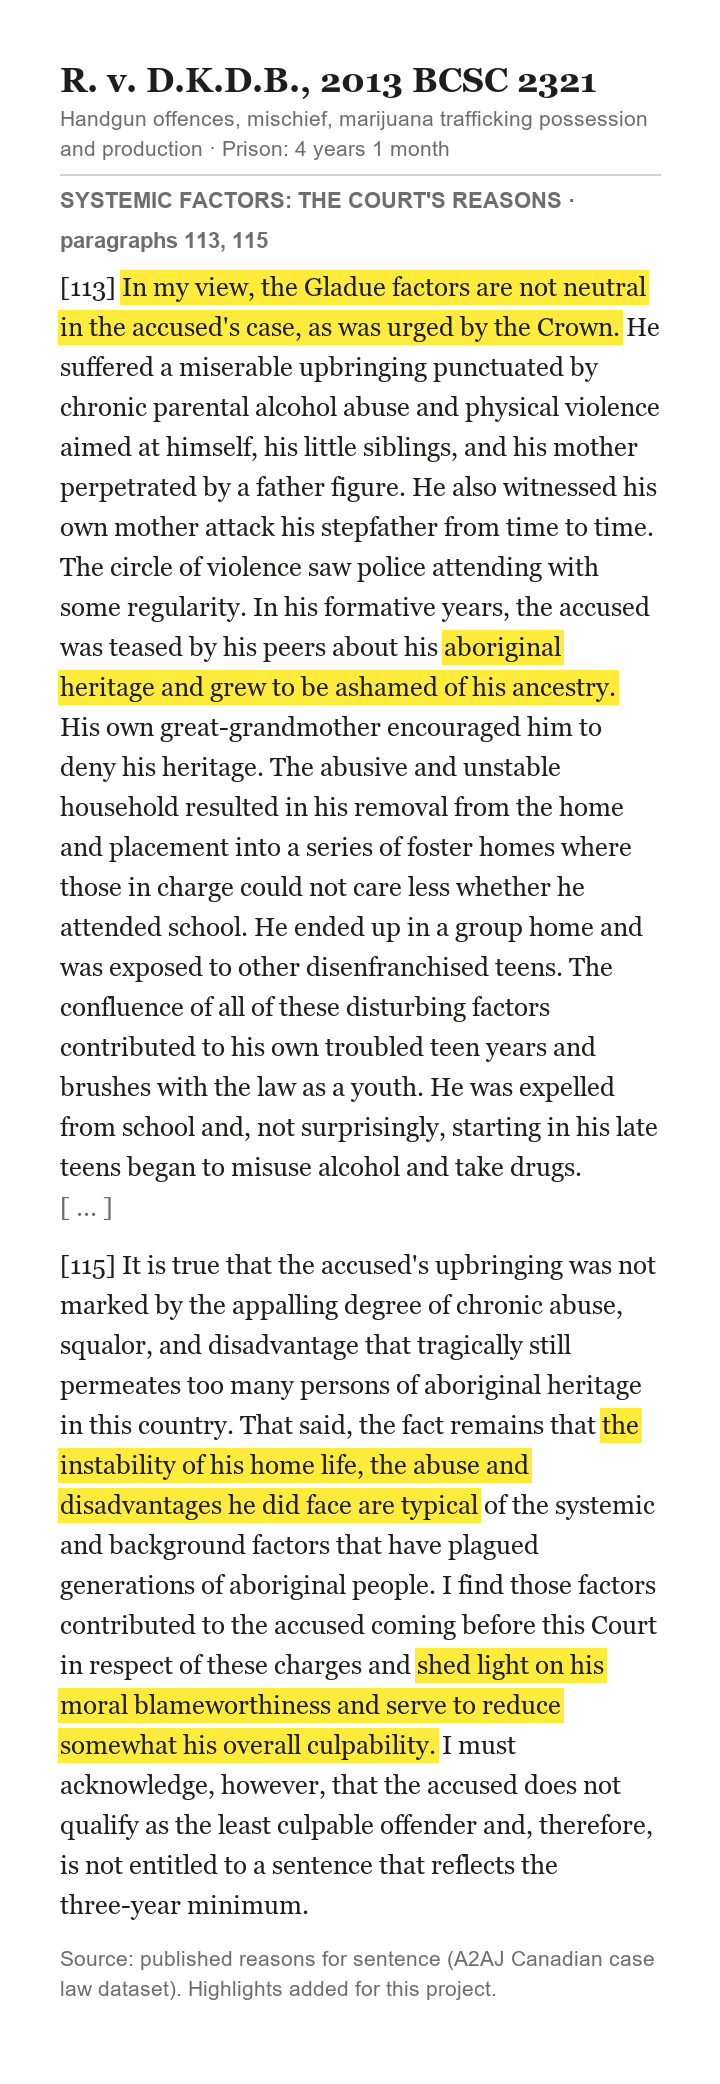 R. v. D.K.D.B., 2013 BCSC 2321
Handgun offences, mischief, marijuana trafficking possession
and production · Prison: 4 years 1 month
SYSTEMIC FACTORS: THE COURT'S REASONS ·
paragraphs 113, 115
[113] In my view, the Gladue factors are not neutral
in the accused's case, as was urged by the Crown. He
suffered a miserable upbringing punctuated by
chronic parental alcohol abuse and physical violence
aimed at himself, his little siblings, and his mother
perpetrated by a father figure. He also witnessed his
own mother attack his stepfather from time to time.
The circle of violence saw police attending with
some regularity. In his formative years, the accused
was teased by his peers about his aboriginal
heritage and grew to be ashamed of his ancestry.
His own great-grandmother encouraged him to
deny his heritage. The abusive and unstable
household resulted in his removal from the home
and placement into a series of foster homes where
those in charge could not care less whether he
attended school. He ended up in a group home and
was exposed to other disenfranchised teens. The
confluence of all of these disturbing factors
contributed to his own troubled teen years and
brushes with the law as a youth. He was expelled
from school and, not surprisingly, starting in his late
teens began to misuse alcohol and take drugs.
[ ... ]
[115] It is true that the accused's upbringing was not
marked by the appalling degree of chronic abuse,
squalor, and disadvantage that tragically still
permeates too many persons of aboriginal heritage
in this country. That said, the fact remains that the
instability of his home life, the abuse and
disadvantages he did face are typical of the systemic
and background factors that have plagued
generations of aboriginal people. I find those factors
contributed to the accused coming before this Court
in respect of these charges and shed light on his
moral blameworthiness and serve to reduce
somewhat his overall culpability. I must
acknowledge, however, that the accused does not
qualify as the least culpable offender and, therefore,
is not entitled to a sentence that reflects the
three-year minimum.
Source: published reasons for sentence (A2AJ Canadian case
law dataset). Highlights added for this project.